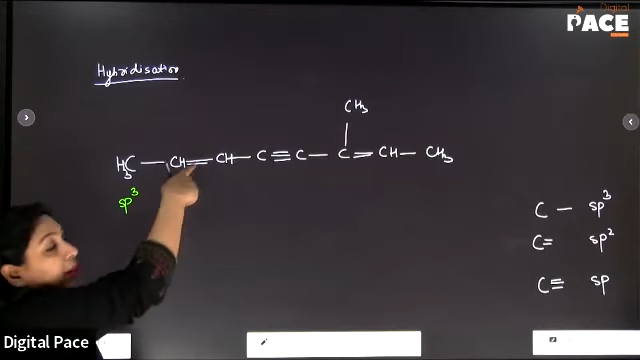 Digital
PACE
Hybridisation
CH₃
H₃C — CH = CH — C ≡ C — C = CH — CH₃
sp³
C — sp³
C= sp²
C≡ sp
Digital Pace